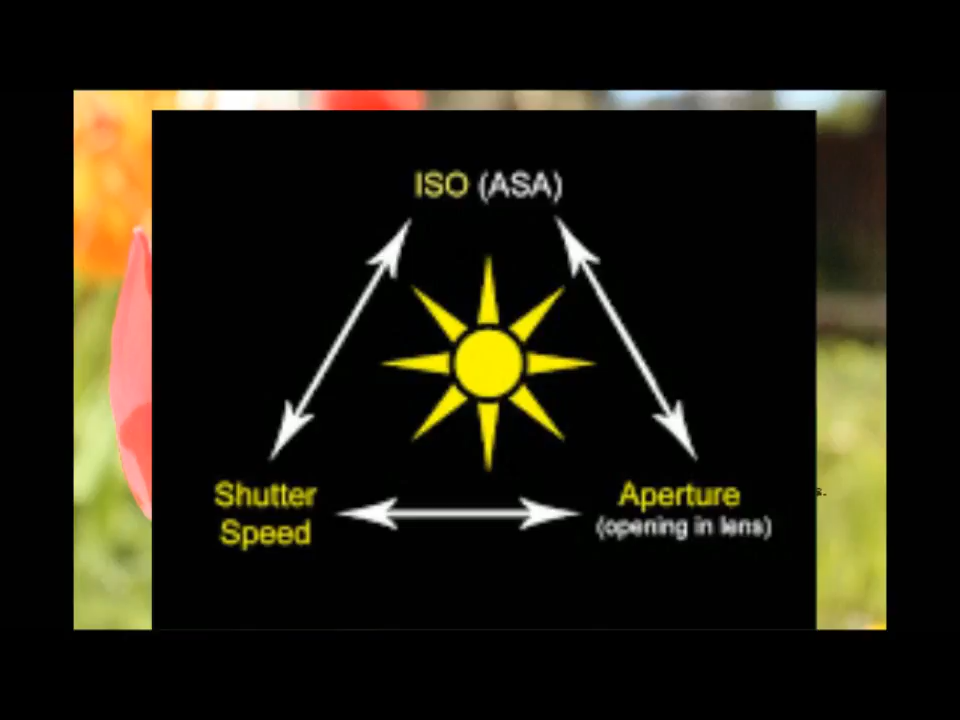 ISO (ASA)
Shutter
Speed
Aperture
(opening in lens)
s.